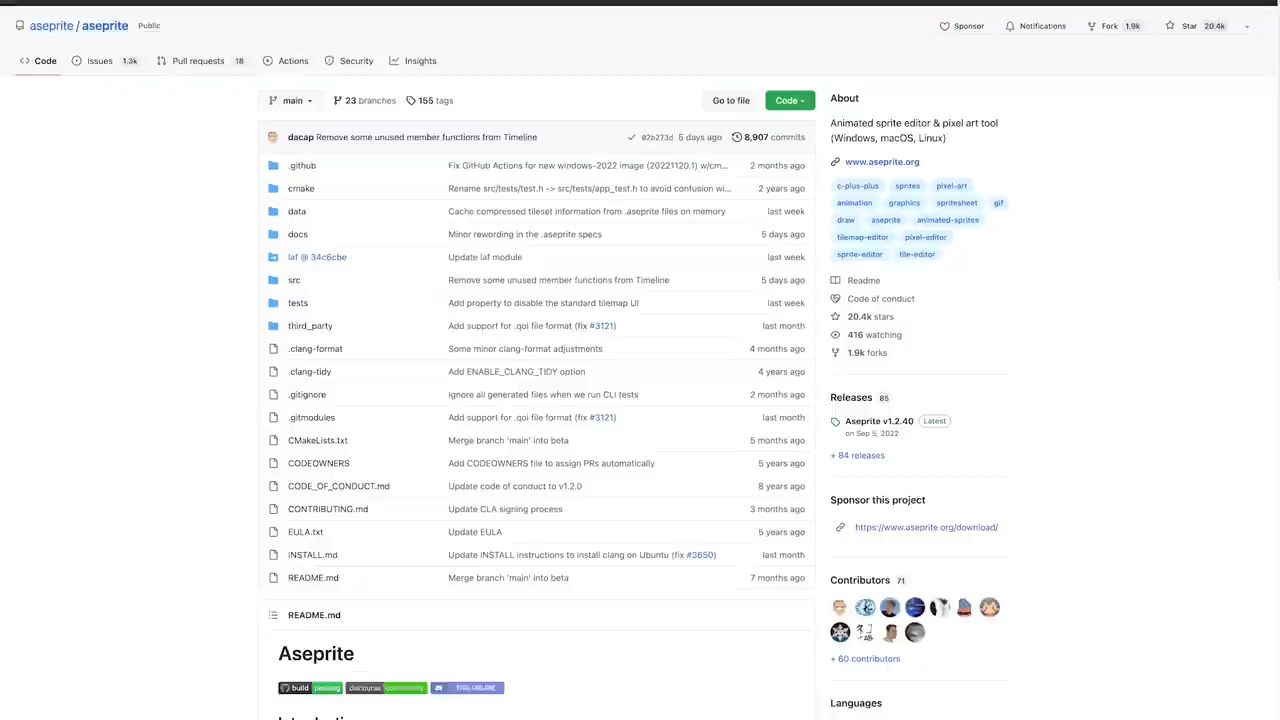 aseprite / aseprite Public
Sponsor Notifications Fork 1.9k Star 20.4k
Code Issues 1.3k Pull requests 18 Actions Security Insights
main 23 branches 155 tags Go to file Code
dacap Remove some unused member functions from Timeline 02b273d 5 days ago 8,907 commits
.github Fix GitHub Actions for new windows-2022 image (20221120.1) w/cm... 2 months ago
cmake Rename src/tests/test.h -> src/tests/app_test.h to avoid confusion wi... 2 years ago
data Cache compressed tileset information from .aseprite files on memory last week
docs Minor rewording in the .aseprite specs 5 days ago
laf @ 34c6cbe Update laf module last week
src Remove some unused member functions from Timeline 5 days ago
tests Add property to disable the standard tilemap UI last week
third_party Add support for .qoi file format (fix #3121) last month
.clang-format Some minor clang-format adjustments 4 months ago
.clang-tidy Add ENABLE_CLANG_TIDY option 4 years ago
.gitignore Ignore all generated files when we run CLI tests 2 months ago
.gitmodules Add support for .qoi file format (fix #3121) last month
CMakeLists.txt Merge branch 'main' into beta 5 months ago
CODEOWNERS Add CODEOWNERS file to assign PRs automatically 5 years ago
CODE_OF_CONDUCT.md Update code of conduct to v1.2.0 8 years ago
CONTRIBUTING.md Update CLA signing process 3 months ago
EULA.txt Update EULA 5 years ago
INSTALL.md Update INSTALL instructions to install clang on Ubuntu (fix #3650) last month
README.md Merge branch 'main' into beta 7 months ago
README.md
Aseprite
build passing discourse community
About
Animated sprite editor & pixel art tool
(Windows, macOS, Linux)
www.aseprite.org
c-plus-plus sprites pixel-art
animation graphics spritesheet gif
draw aseprite animated-sprites
tilemap-editor pixel-editor
sprite-editor tile-editor
Readme
Code of conduct
20.4k stars
416 watching
1.9k forks
Releases 85
Aseprite v1.2.40 Latest
on Sep 5, 2022
+ 84 releases
Sponsor this project
https://www.aseprite.org/download/
Contributors 71
+ 60 contributors
Languages